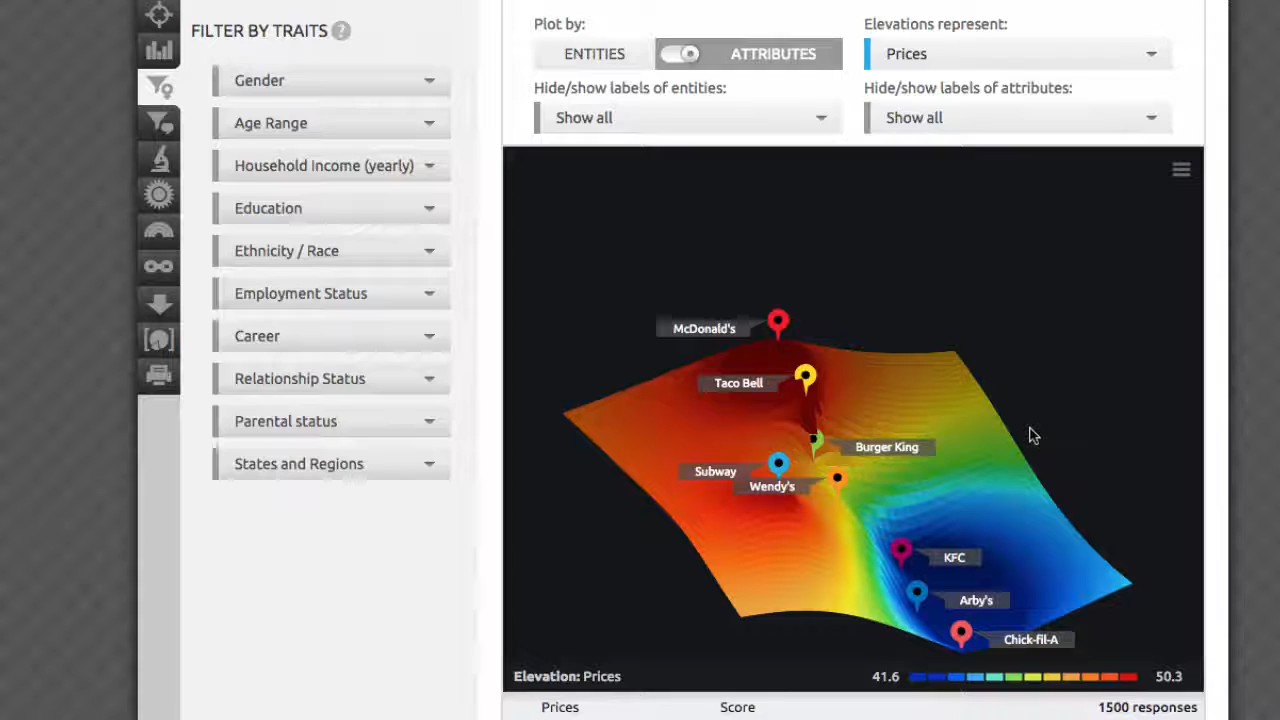 FILTER BY TRAITS ?
Gender
Age Range
Household Income (yearly)
Education
Ethnicity / Race
Employment Status
Career
Relationship Status
Parental status
States and Regions
Plot by:
ENTITIES
ATTRIBUTES
Elevations represent:
Prices
Hide/show labels of entities:
Show all
Hide/show labels of attributes:
Show all
McDonald's
Taco Bell
Burger King
Subway
Wendy's
KFC
Arby's
Chick-fil-A
Elevation: Prices
41.6
50.3
Prices
Score
1500 responses